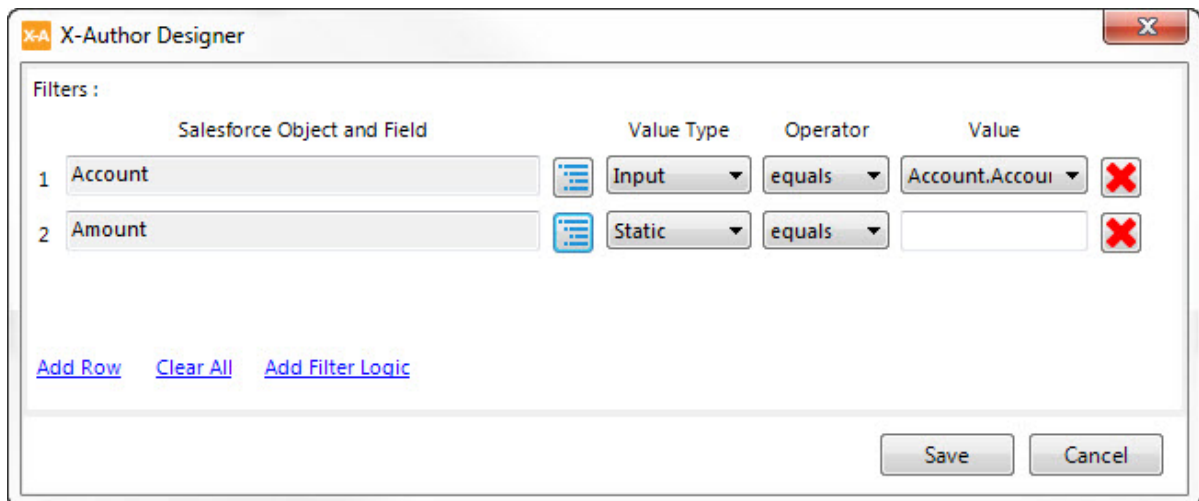 X-A X-Author Designer
Filters :
Salesforce Object and Field Value Type Operator Value
1 Account Input equals Account.Accou
2 Amount Static equals
Add Row Clear All Add Filter Logic
Save Cancel